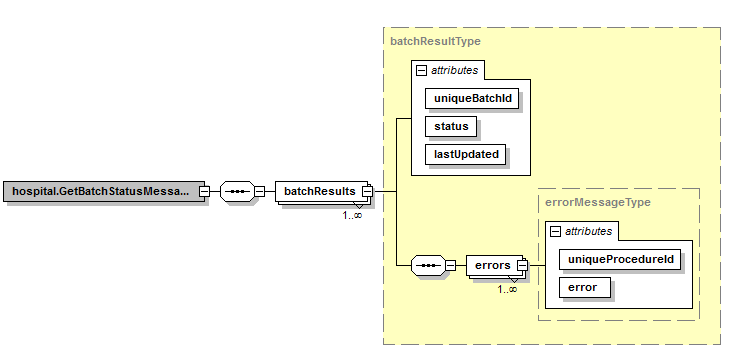 batchResultType
attributes
uniqueBatchId
status
lastUpdated
hospital.GetBatchStatusMessa...
batchResults
1..∞
errorMessageType
attributes
uniqueProcedureId
errors
error
1..∞